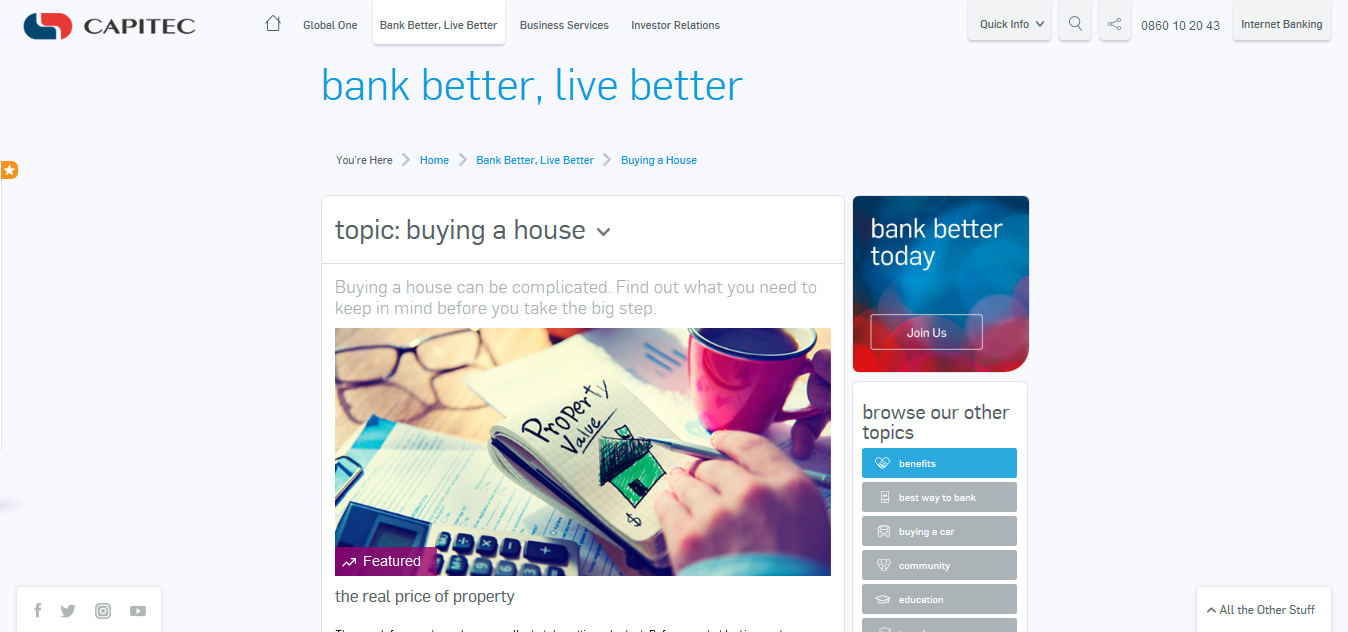 CAPITEC
Global One
Bank Better, Live Better
Business Services
Investor Relations
Quick Info
0860 10 20 43
Internet Banking
bank better, live better
You're Here
Home
Bank Better, Live Better
Buying a House
topic: buying a house
Buying a house can be complicated. Find out what you need to
keep in mind before you take the big step.
Property
Value
$
Featured
the real price of property
bank better
today
Join Us
browse our other
topics
benefits
best way to bank
buying a car
community
education
All the Other Stuff